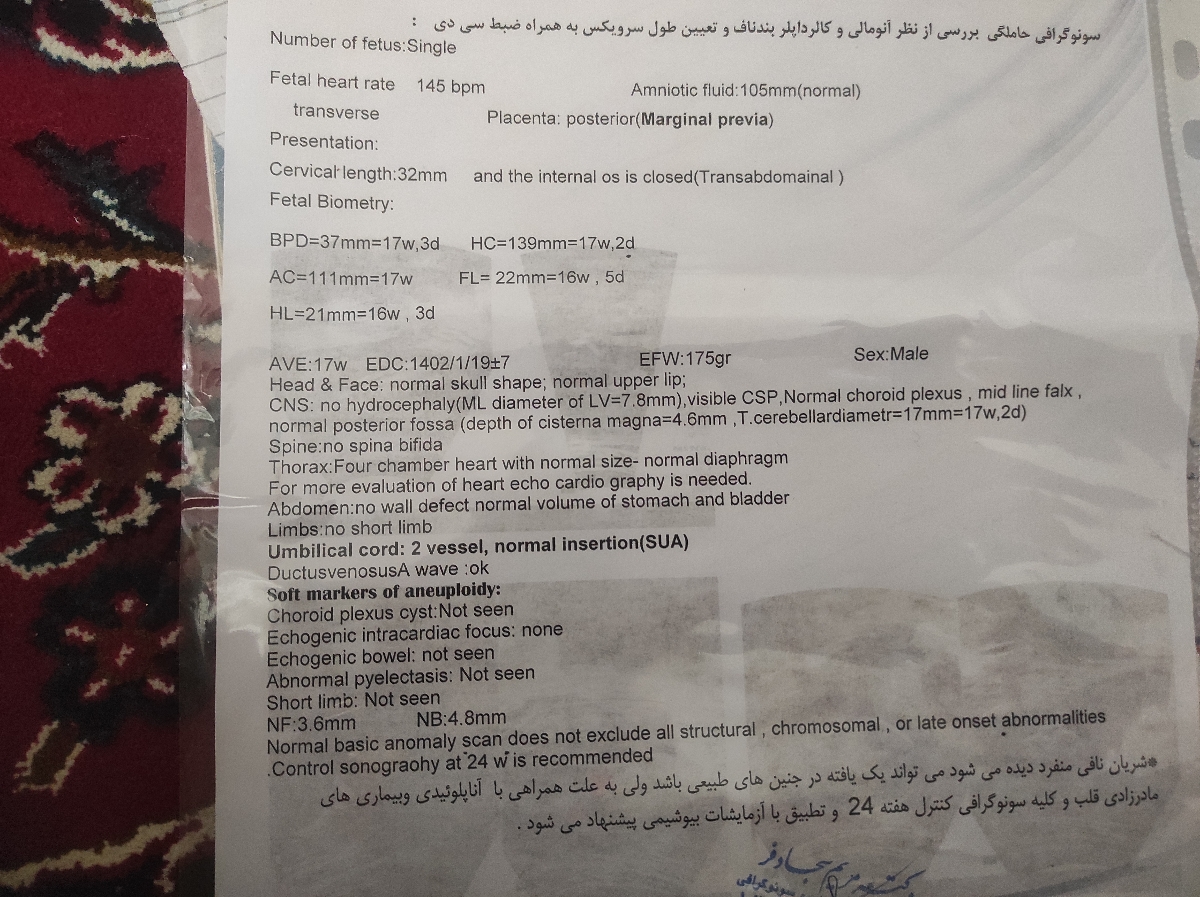 سونوگرافی حاملگی بررسی از نظر آنومالی و کالرداپلر بندناف و تعیین طول سرویکس به همراه ضبط سی دی :
Number of fetus:Single
Fetal heart rate 145 bpm Amniotic fluid:105mm(normal)
transverse Placenta: posterior(Marginal previa)
Presentation:
Cervical length:32mm and the internal os is closed(Transabdomainal )
Fetal Biometry:
BPD=37mm=17w,3d HC=139mm=17w,2d
AC=111mm=17w FL= 22mm=16w , 5d
HL=21mm=16w , 3d
AVE:17w EDC:1402/1/19±7 EFW:175gr Sex:Male
Head & Face: normal skull shape; normal upper lip;
CNS: no hydrocephaly(ML diameter of LV=7.8mm),visible CSP,Normal choroid plexus , mid line falx ,
normal posterior fossa (depth of cisterna magna=4.6mm ,T.cerebellardiametr=17mm=17w,2d)
Spine:no spina bifida
Thorax:Four chamber heart with normal size- normal diaphragm
For more evaluation of heart echo cardio graphy is needed.
Abdomen:no wall defect normal volume of stomach and bladder
Limbs:no short limb
Umbilical cord: 2 vessel, normal insertion(SUA)
DuctusvenosusA wave :ok
Soft markers of aneuploidy:
Choroid plexus cyst:Not seen
Echogenic intracardiac focus: none
Echogenic bowel: not seen
Abnormal pyelectasis: Not seen
Short limb: Not seen
NF:3.6mm NB:4.8mm
Normal basic anomaly scan does not exclude all structural , chromosomal , or late onset abnormalities
.Control sonograohy at 24 w is recommended
*شریان نافی منفرد دیده می شود می تواند یک یافته در جنین های طبیعی باشد ولی به علت همراهی با آناپلوئیدی وبیماری های
مادرزادی قلب و کلیه سونوگرافی کنترل هفته 24 و تطبیق با آزمایشات بیوشیمی پیشنهاد می شود .